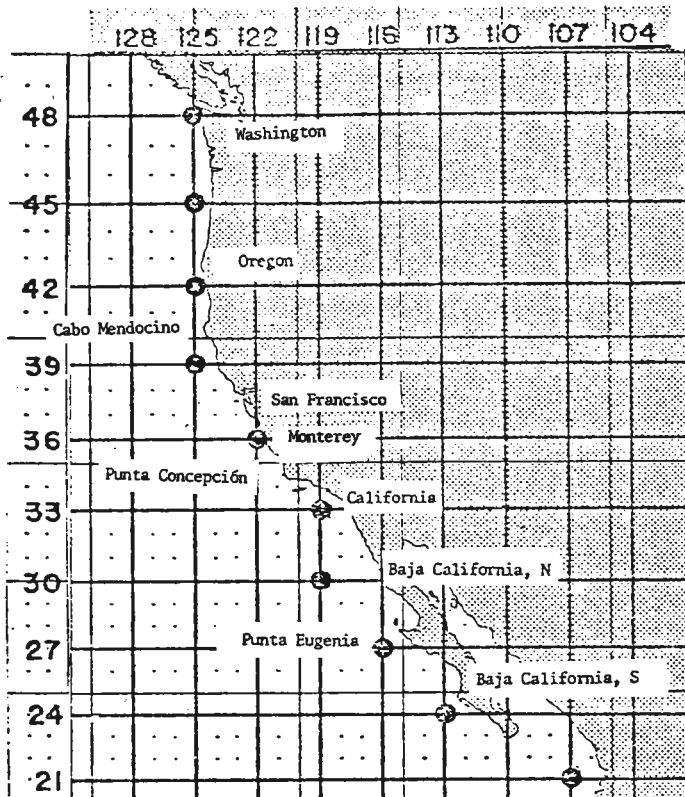 128 125 122 119 116 113 110 107 104
48
Washington
45
Oregon
42
Cabo Mendocino
39
San Francisco
36
Monterey
Punta Concepción
California
33
Baja California, N
30
Punta Eugenia
27
Baja California, S
24
21